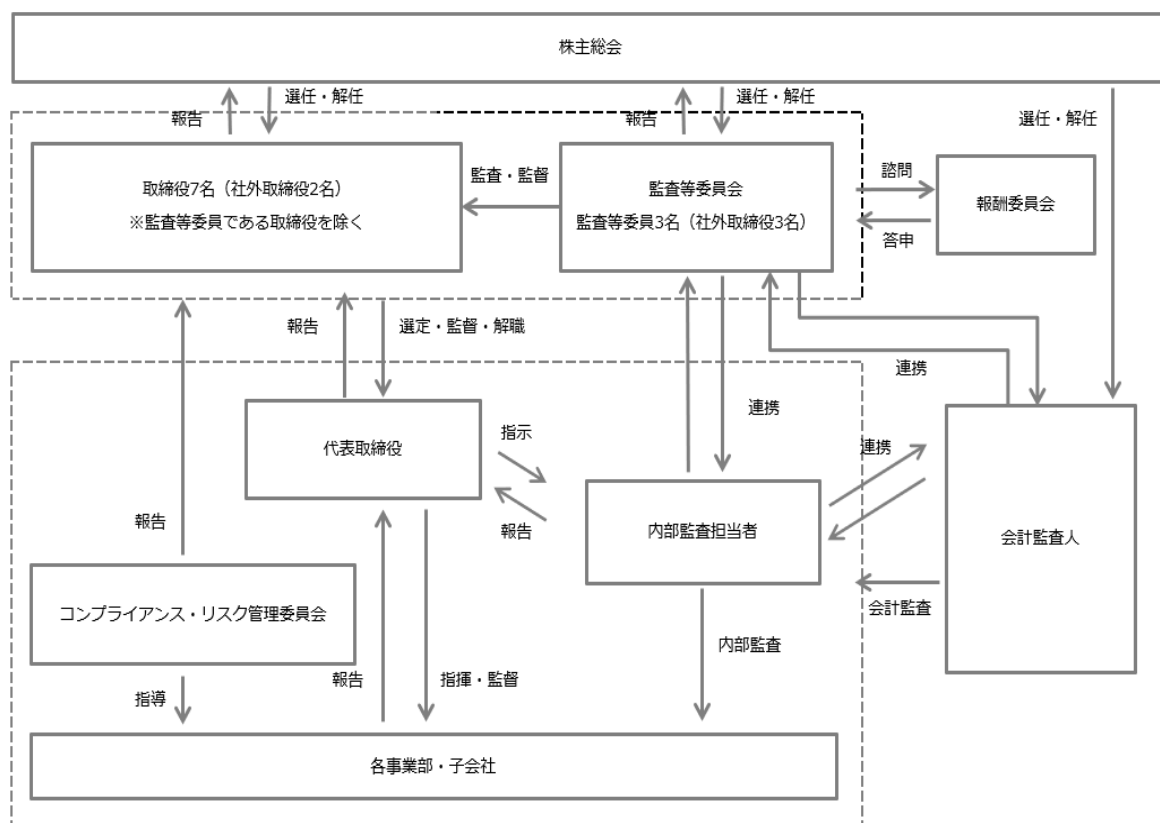 株主総会
選任・解任
報告
選任・解任
報告
選任・解任
取締役7名（社外取締役2名）
※監査等委員である取締役を除く
監査・監督
監査等委員会
監査等委員3名（社外取締役3名）
諮問
答申
報酬委員会
報告
選定・監督・解職
連携
連携
代表取締役
指示
報告
連携
内部監査担当者
会計監査人
報告
会計監査
コンプライアンス・リスク管理委員会
内部監査
指導
報告
指揮・監督
各事業部・子会社